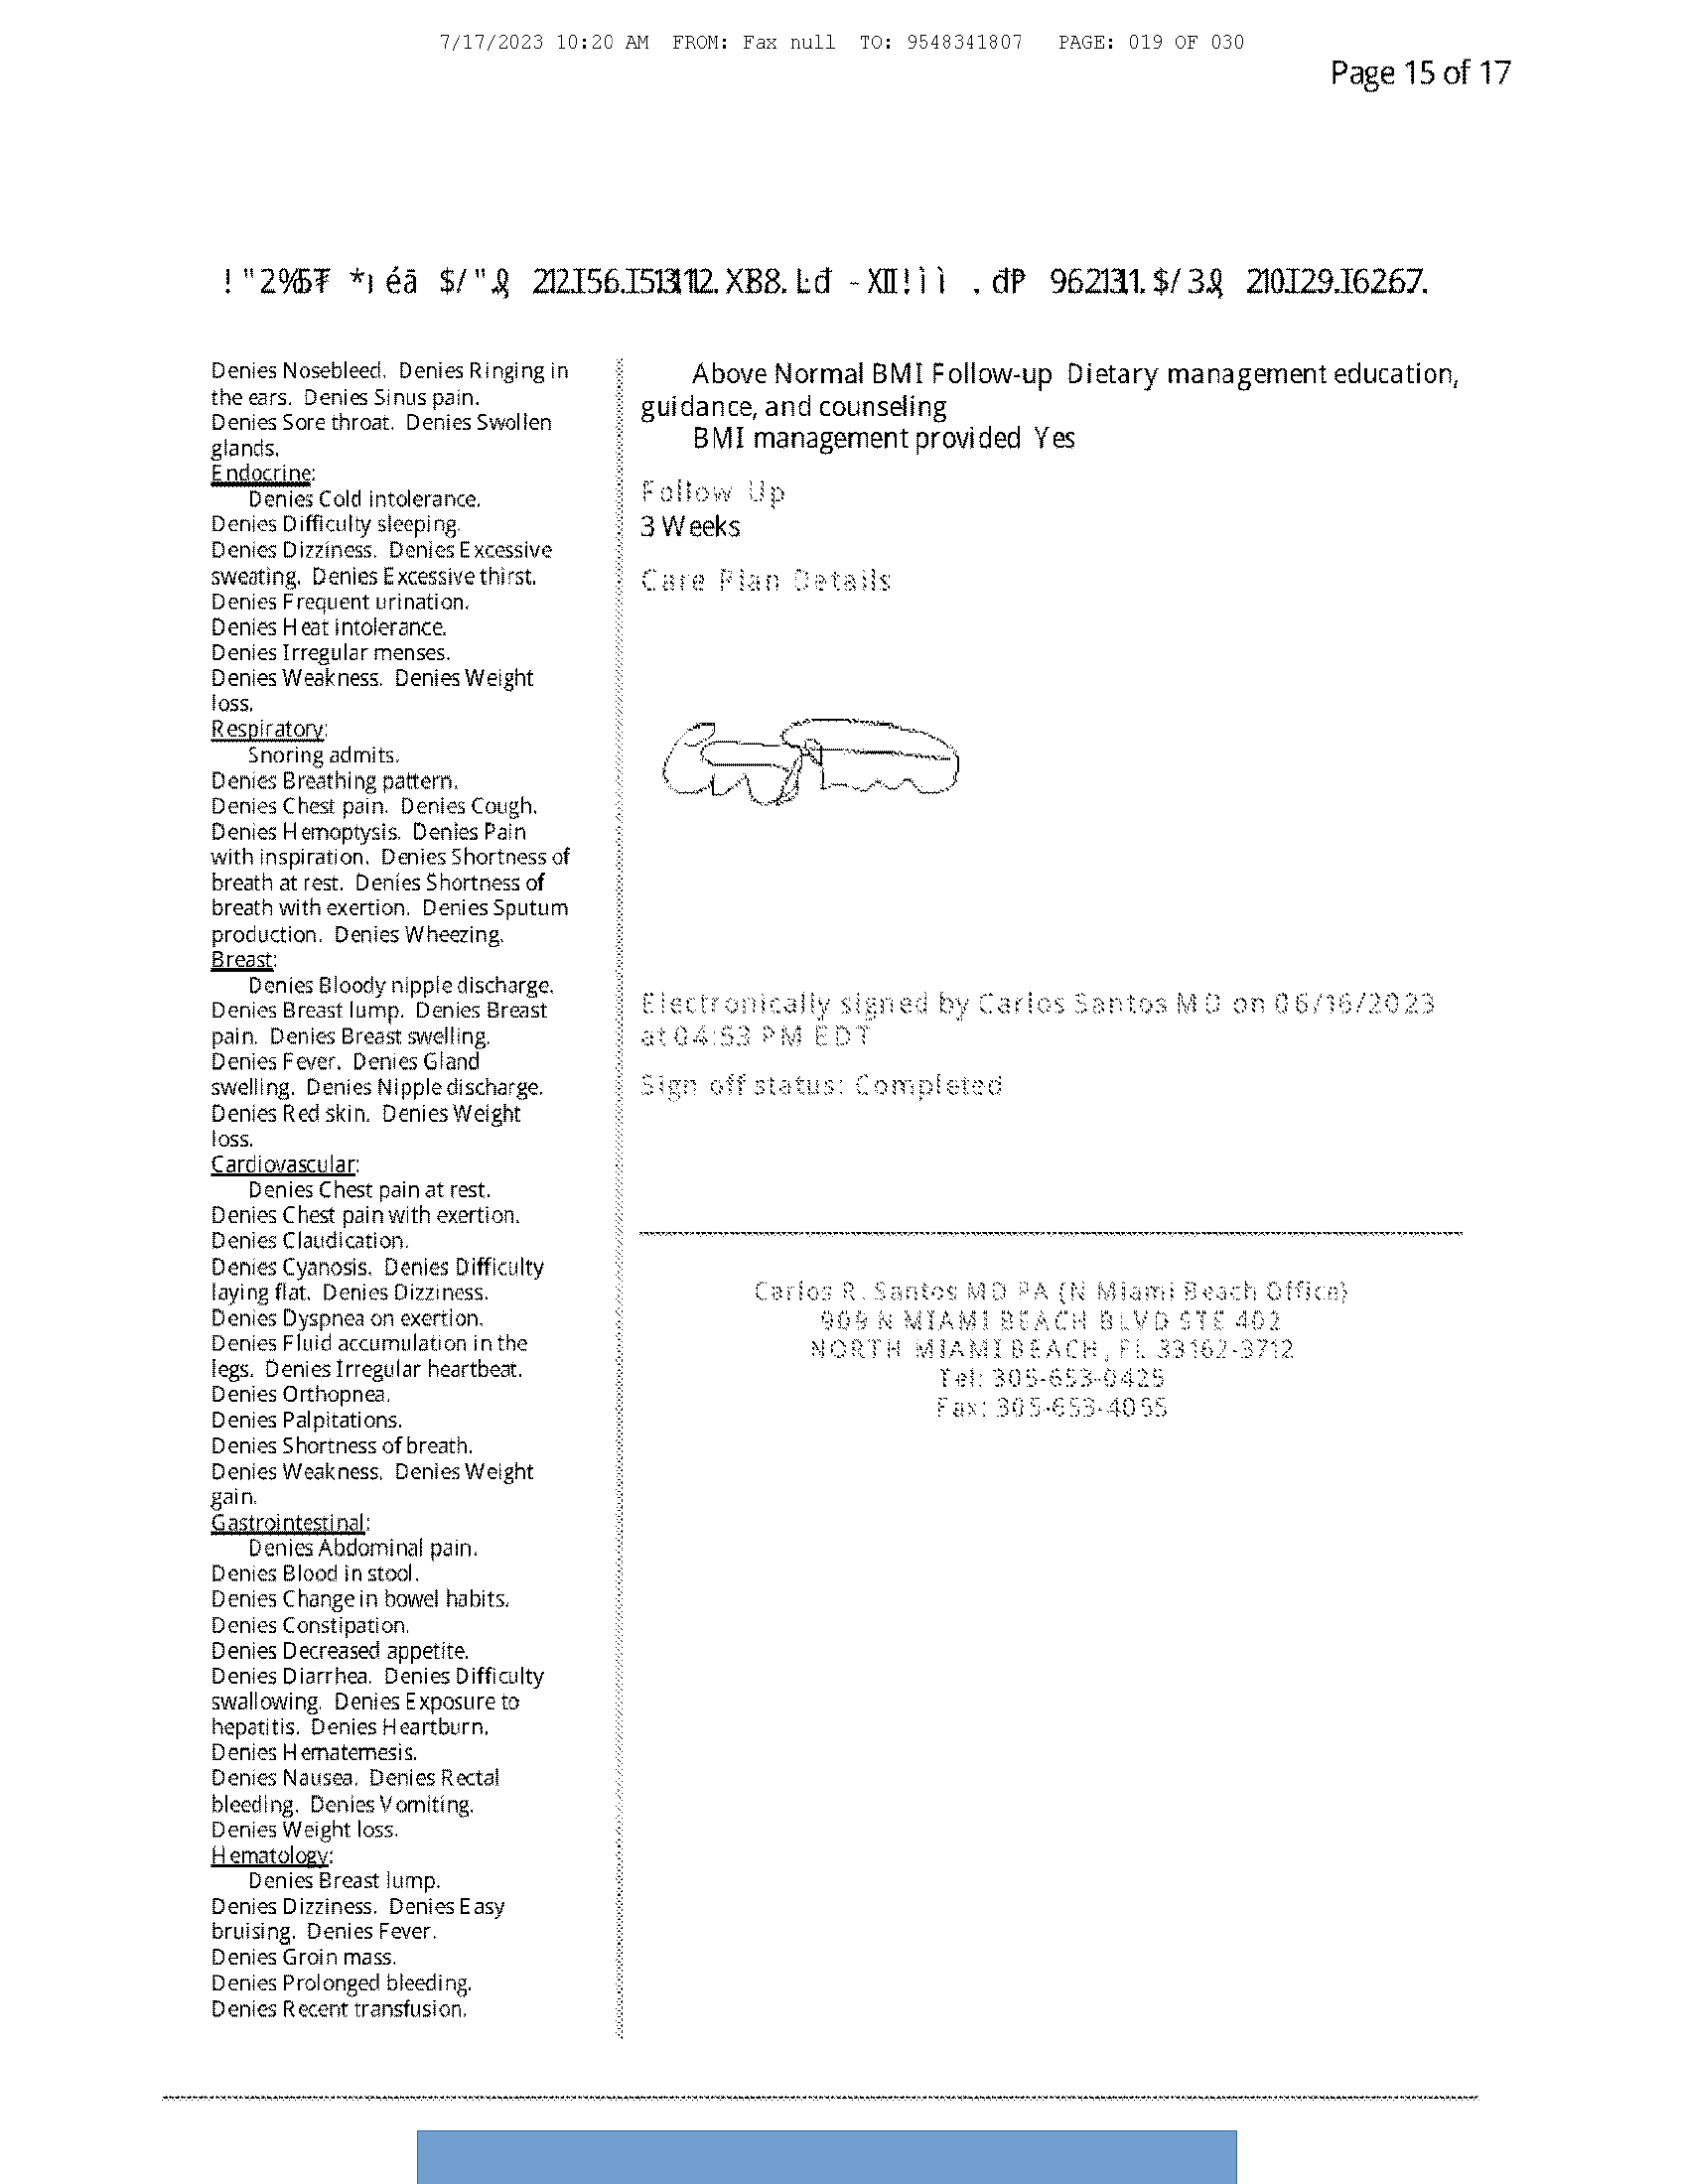 7/17/2023 10:20 AM FROM: Fax null TO: 9548341807 PAGE: 019 OF 030
Page 15 of 17
Denies Nosebleed. Denies Ringing in
the ears. Denies Sinus pain.
Denies Sore throat. Denies Swollen
glands.
Endocrine:
Denies Cold intolerance.
Denies Difficulty sleeping.
Denies Dizziness. Denies Excessive
sweating. Denies Excessive thirst.
Denies Frequent urination.
Denies Heat intolerance.
Denies Irregular menses.
Denies Weakness. Denies Weight
loss.
Respiratory:
Snoring admits.
Denies Breathing pattern.
Denies Chest pain. Denies Cough.
Denies Hemoptysis. Denies Pain
with inspiration. Denies Shortness of
breath at rest. Denies Shortness of
breath with exertion. Denies Sputum
production. Denies Wheezing.
Breast:
Denies Bloody nipple discharge.
Denies Breast lump. Denies Breast
pain. Denies Breast swelling.
Denies Fever. Denies Gland
swelling. Denies Nipple discharge.
Denies Red skin. Denies Weight
loss.
Cardiovascular:
Denies Chest pain at rest.
Denies Chest pain with exertion.
Denies Claudication.
Denies Cyanosis. Denies Difficulty
laying flat. Denies Dizziness.
Denies Dyspnea on exertion.
Denies Fluid accumulation in the
legs. Denies Irregular heartbeat.
Denies Orthopnea.
Denies Palpitations.
Denies Shortness of breath.
Denies Weakness. Denies Weight
gain.
Gastrointestinal:
Denies Abdominal pain.
Denies Blood in stool.
Denies Change in bowel habits.
Denies Constipation.
Denies Decreased appetite.
Denies Diarrhea. Denies Difficulty
swallowing. Denies Exposure to
hepatitis. Denies Heartburn.
Denies Hematemesis.
Denies Nausea. Denies Rectal
bleeding. Denies Vomiting.
Denies Weight loss.
Hematology:
Denies Breast lump.
Denies Dizziness. Denies Easy
bruising. Denies Fever.
Denies Groin mass.
Denies Prolonged bleeding.
Denies Recent transfusion.
Above Normal BMI Follow-up Dietary management education,
guidance, and counseling
BMI management provided Yes
Follow Up
3 Weeks
Care Plan Details
Electronically signed by Carlos Santos MD on 06/16/2023
at 04:53 PM EDT
Sign off status: Completed
Carlos R. Santos MD PA (N Miami Beach Office)
909 N MIAMI BEACH BLVD STE 402
NORTH MIAMI BEACH, FL 33162-3712
Tel: 305-653-0425
Fax: 305-653-4055